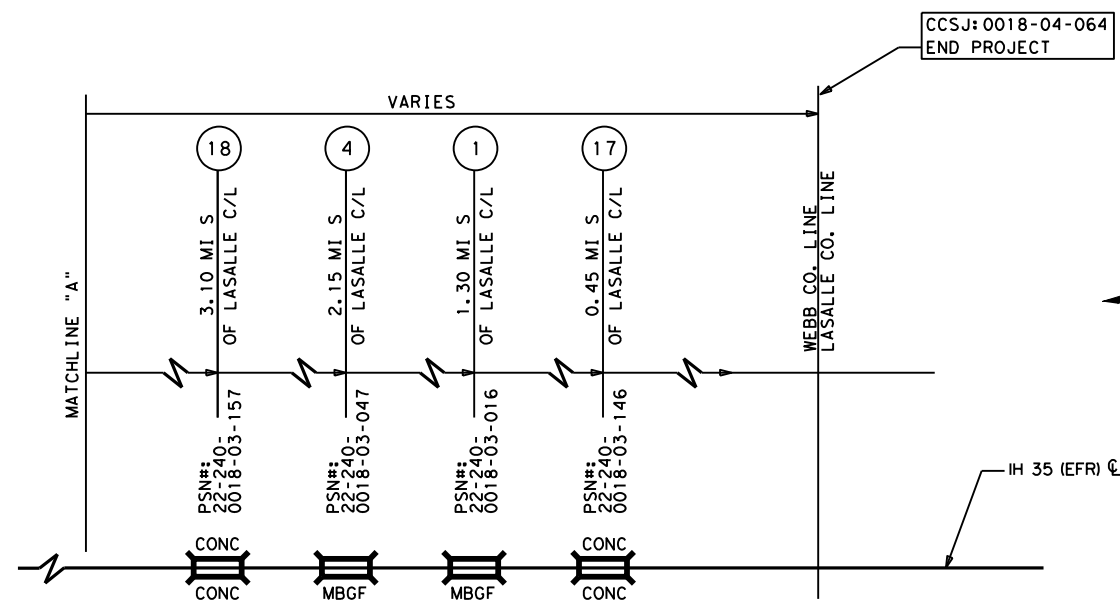 CCSJ: 0018-04-064
END PROJECT
VARIES
18
4
1
17
3.10 MI S
OF LASALLE C/L
2.15 MI S
OF LASALLE C/L
1.30 MI S
OF LASALLE C/L
0.45 MI S
OF LASALLE C/L
WEBB CO. LINE
LASALLE CO. LINE
MATCHLINE "A"
PSN#:
22-240-
0018-03-157
PSN#:
22-240-
0018-03-047
PSN#:
22-240-
0018-03-016
PSN#:
22-240-
0018-03-146
IH 35 (EFR) ℄
CONC
CONC
CONC
MBGF
MBGF
CONC